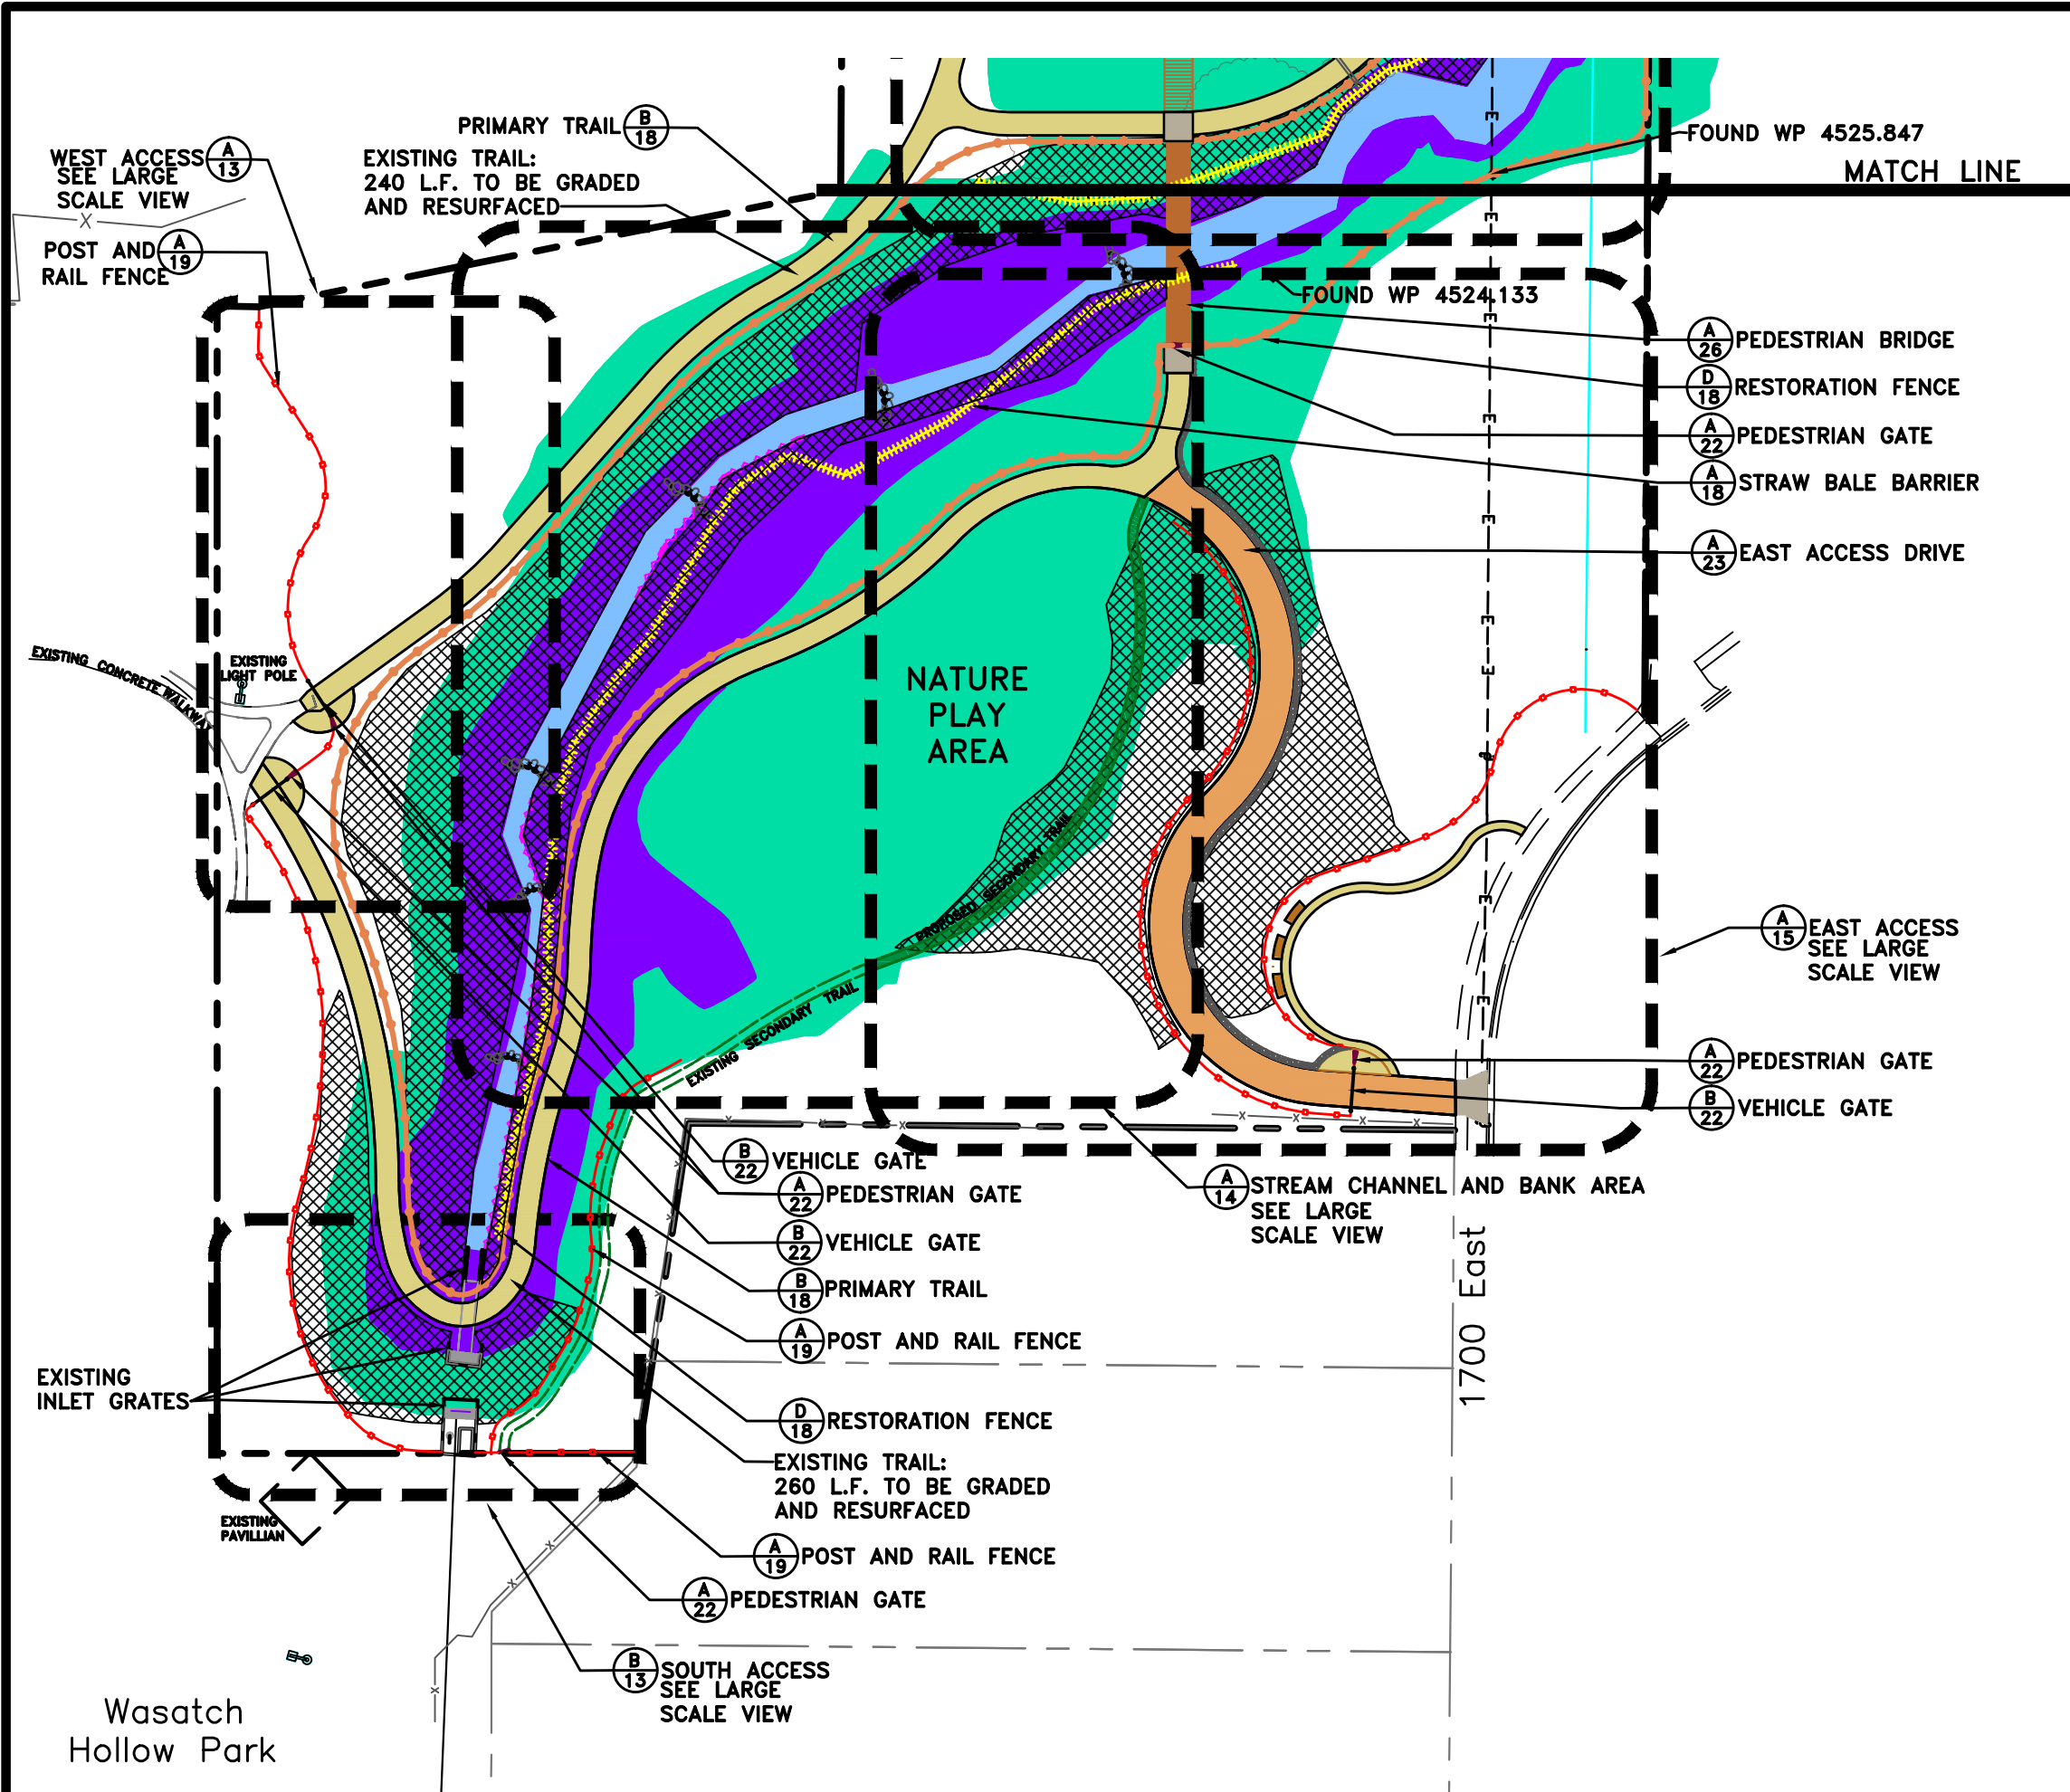 PRIMARY TRAIL B 18
WEST ACCESS A 13
SEE LARGE
SCALE VIEW
EXISTING TRAIL:
240 L.F. TO BE GRADED
AND RESURFACED
POST AND A 19
RAIL FENCE
FOUND WP 4525.847
MATCH LINE
FOUND WP 4524.133
A 26 PEDESTRIAN BRIDGE
D 18 RESTORATION FENCE
A 22 PEDESTRIAN GATE
A 18 STRAW BALE BARRIER
A 23 EAST ACCESS DRIVE
EXISTING CONCRETE WALKWAY
EXISTING
LIGHT POLE
NATURE
PLAY
AREA
PROPOSED SECONDARY TRAIL
EXISTING SECONDARY TRAIL
A 15 EAST ACCESS
SEE LARGE
SCALE VIEW
A 22 PEDESTRIAN GATE
B 22 VEHICLE GATE
B 22 VEHICLE GATE
A 22 PEDESTRIAN GATE
A 14 STREAM CHANNEL AND BANK AREA
SEE LARGE
SCALE VIEW
B 22 VEHICLE GATE
B 18 PRIMARY TRAIL
A 19 POST AND RAIL FENCE
1700 East
EXISTING
INLET GRATES
D 18 RESTORATION FENCE
EXISTING TRAIL:
260 L.F. TO BE GRADED
AND RESURFACED
EXISTING
PAVILLIAN
A 19 POST AND RAIL FENCE
A 22 PEDESTRIAN GATE
B 13 SOUTH ACCESS
SEE LARGE
SCALE VIEW
Wasatch
Hollow Park